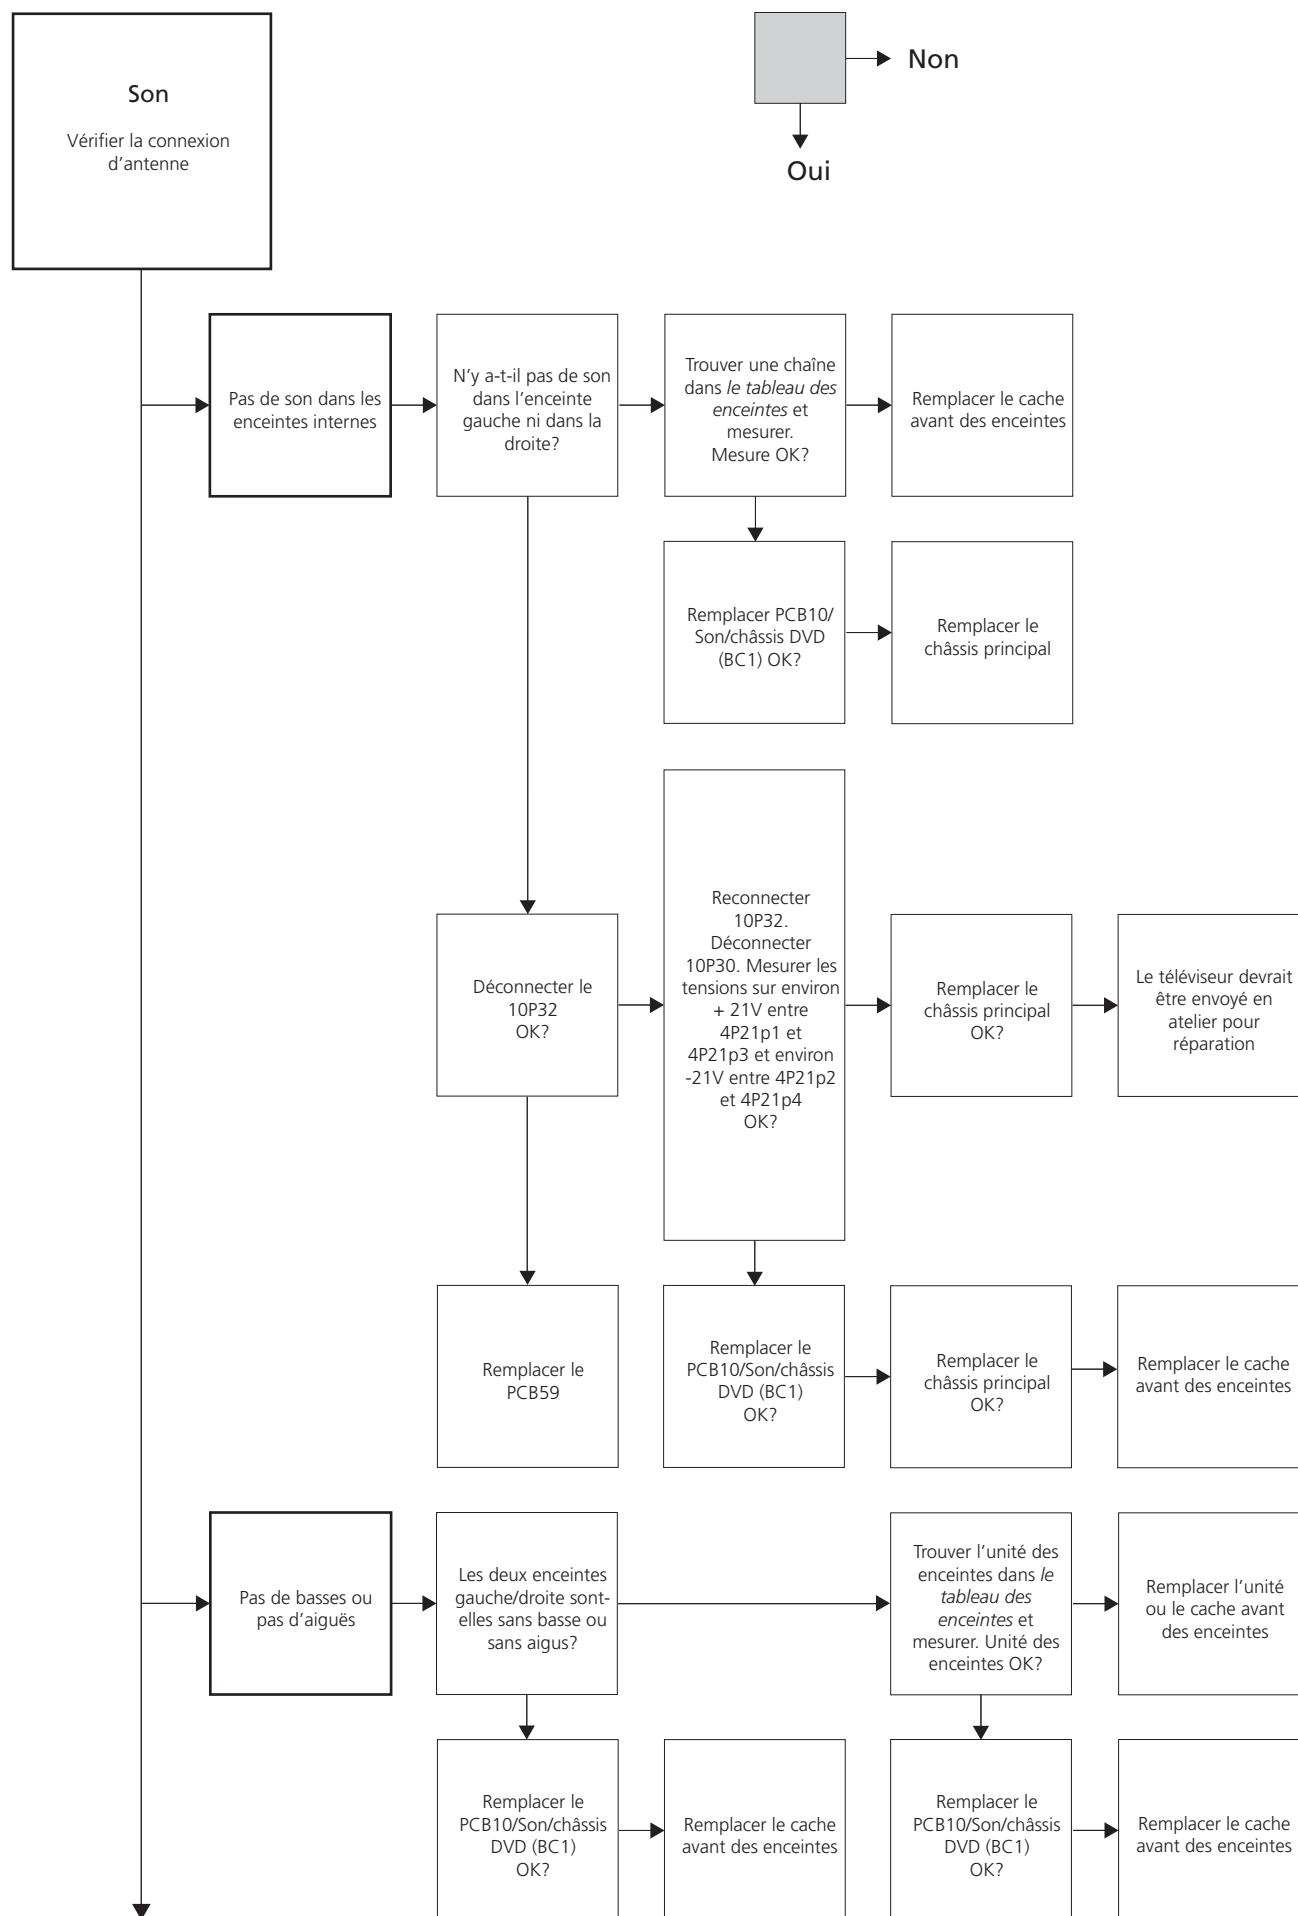 Son
Vérifier la connexion
d'antenne
Non
Oui
Pas de son dans les
enceintes internes
N'y a-t-il pas de son
dans l'enceinte
gauche ni dans la
droite?
Trouver une chaîne
dans le tableau des
enceintes et
mesurer.
Mesure OK?
Remplacer le cache
avant des enceintes
Remplacer PCB10/
Son/châssis DVD
(BC1) OK?
Remplacer le
châssis principal
Déconnecter le
10P32
OK?
Reconnecter
10P32.
Déconnecter
10P30. Mesurer les
tensions sur environ
+ 21V entre
4P21p1 et
4P21p3 et environ
-21V entre 4P21p2
et 4P21p4
OK?
Remplacer le
châssis principal
OK?
Le téléviseur devrait
être envoyé en
atelier pour
réparation
Remplacer le
PCB59
Remplacer le
PCB10/Son/châssis
DVD (BC1)
OK?
Remplacer le
châssis principal
OK?
Remplacer le cache
avant des enceintes
Pas de basses ou
pas d'aiguës
Les deux enceintes
gauche/droite sont-
elles sans basse ou
sans aigus?
Trouver l'unité des
enceintes dans le
tableau des
enceintes et
mesurer. Unité des
enceintes OK?
Remplacer l'unité
ou le cache avant
des enceintes
Remplacer le
PCB10/Son/châssis
DVD (BC1)
OK?
Remplacer le cache
avant des enceintes
Remplacer le
PCB10/Son/châssis
DVD (BC1)
OK?
Remplacer le cache
avant des enceintes